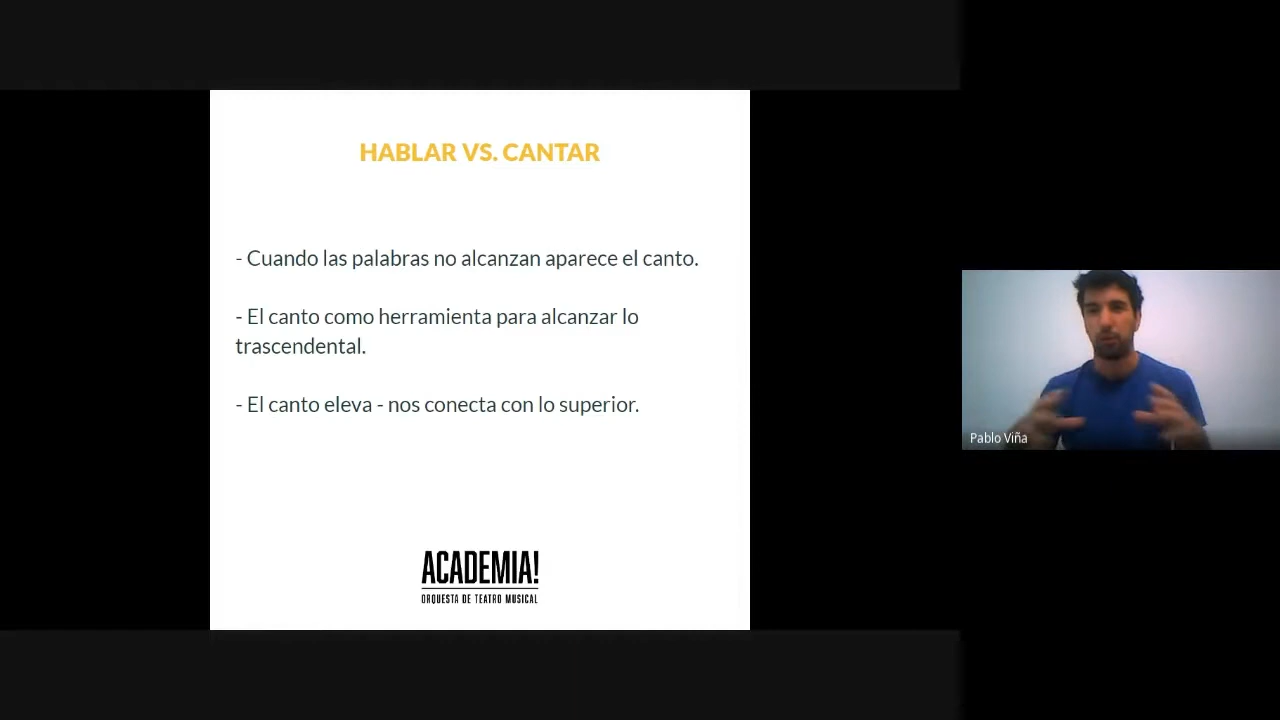 HABLAR VS. CANTAR
- Cuando las palabras no alcanzan aparece el canto.
- El canto como herramienta para alcanzar lo
trascendental.
- El canto eleva - nos conecta con lo superior.
ACADEMIA!
ORQUESTA DE TEATRO MUSICAL
Pablo Viña